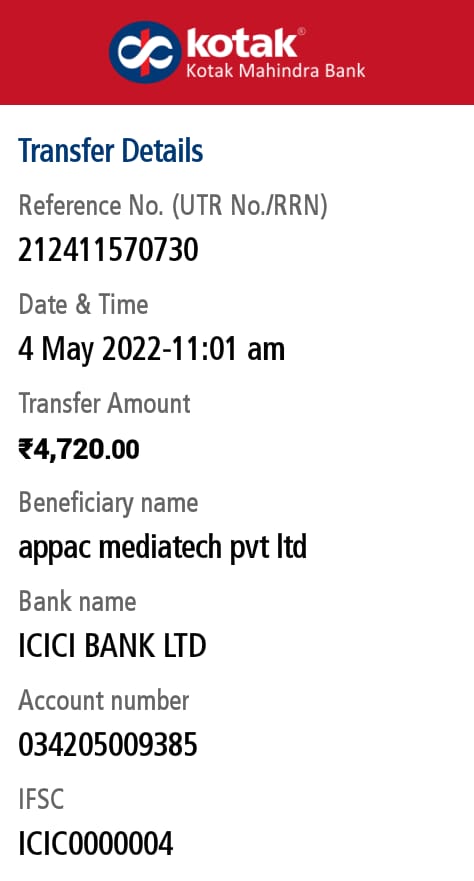 kotak®
Kotak Mahindra Bank
Transfer Details
Reference No. (UTR No./RRN)
212411570730
Date & Time
4 May 2022-11:01 am
Transfer Amount
₹4,720.00
Beneficiary name
appac mediatech pvt ltd
Bank name
ICICI BANK LTD
Account number
034205009385
IFSC
ICIC0000004